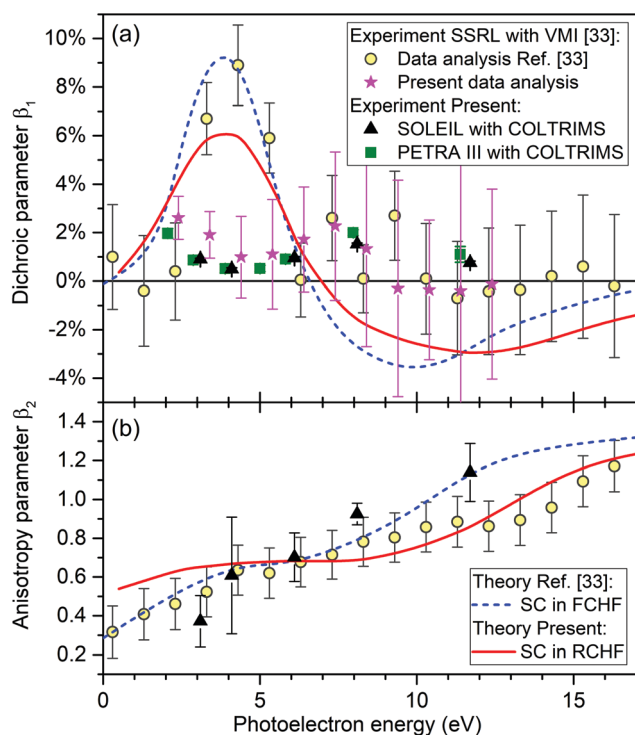 (a)
Experiment SSRL with VMI [33]:
Data analysis Ref. [33]
Present data analysis
Experiment Present:
SOLEIL with COLTRIMS
PETRA III with COLTRIMS
Dichroic parameter β1
10%
8%
6%
4%
2%
0%
-2%
-4%
(b)
Anisotropy parameter β2
1.4
1.2
1.0
0.8
0.6
0.4
0.2
Theory Ref. [33]:
SC in FCHF
Theory Present:
SC in RCHF
0 5 10 15
Photoelectron energy (eV)